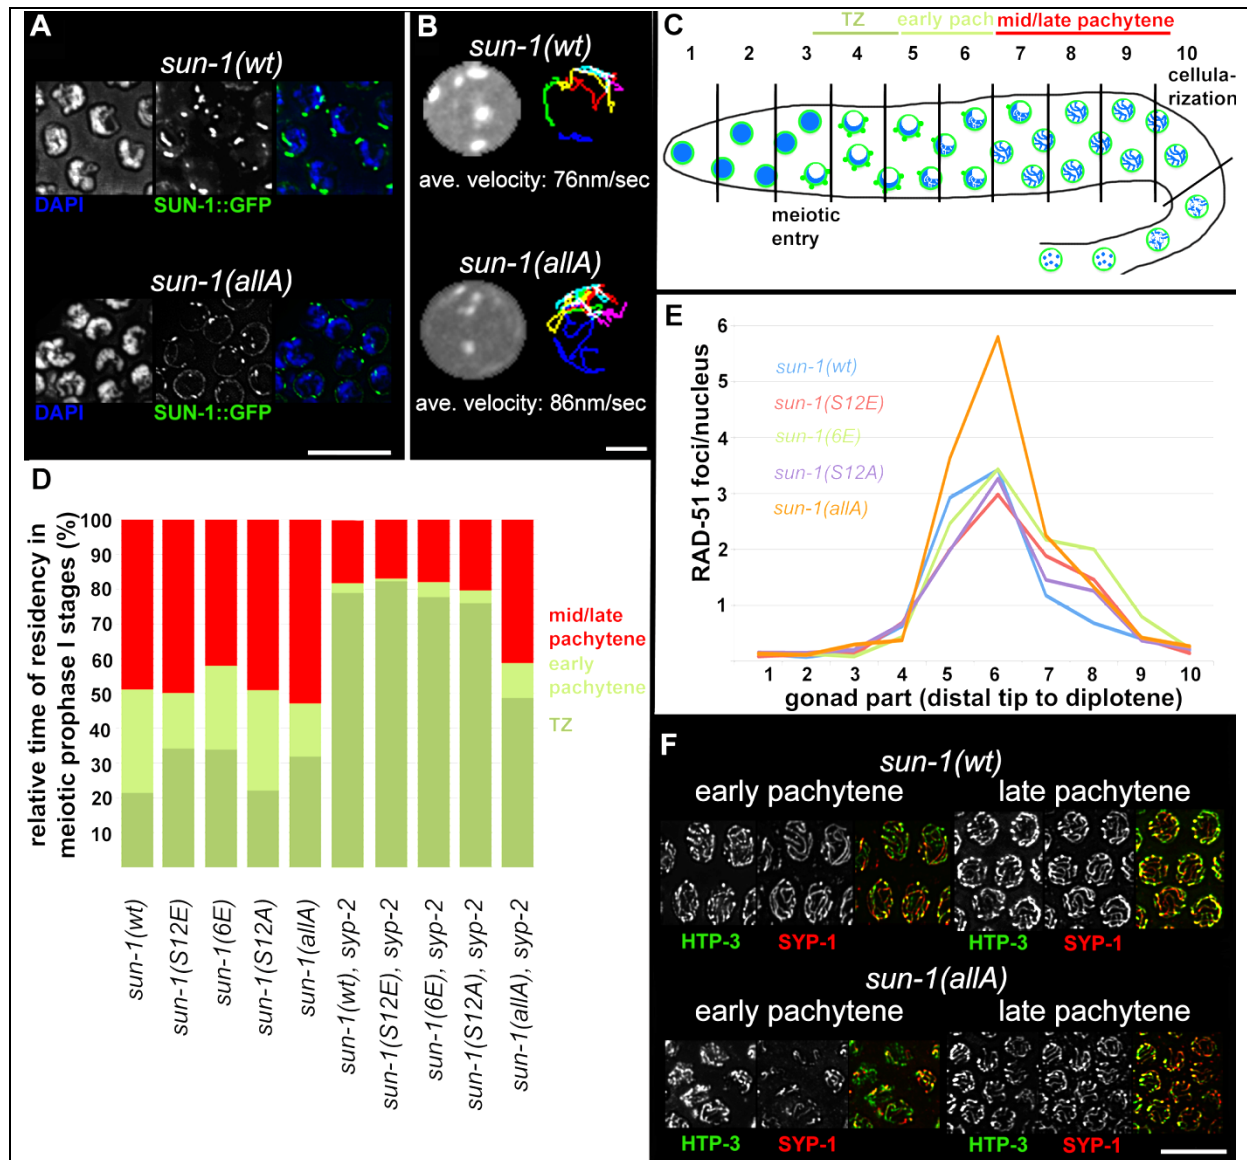 A
sun-1(wt)
DAPI
SUN-1::GFP
sun-1(allA)
DAPI
SUN-1::GFP
B
sun-1(wt)
ave. velocity: 76nm/sec
sun-1(allA)
ave. velocity: 86nm/sec
C
TZ
early pach
mid/late pachytene
1 2 3 4 5 6 7 8 9 10
cellula-
rization
meiotic
entry
D
relative time of residency in
meiotic prophase I stages (%)
100
90
80
70
60
50
40
30
20
10
mid/late
pachytene
early
pachytene
TZ
sun-1(wt)
sun-1(S12E)
sun-1(6E)
sun-1(S12A)
sun-1(allA)
sun-1(wt), syp-2
sun-1(S12E), syp-2
sun-1(6E), syp-2
sun-1(S12A), syp-2
sun-1(allA), syp-2
E
RAD-51 foci/nucleus
6
5
4
3
2
1
sun-1(wt)
sun-1(S12E)
sun-1(6E)
sun-1(S12A)
sun-1(allA)
1 2 3 4 5 6 7 8 9 10
gonad part (distal tip to diplotene)
F
sun-1(wt)
early pachytene
late pachytene
HTP-3
SYP-1
HTP-3
SYP-1
sun-1(allA)
early pachytene
late pachytene
HTP-3
SYP-1
HTP-3
SYP-1